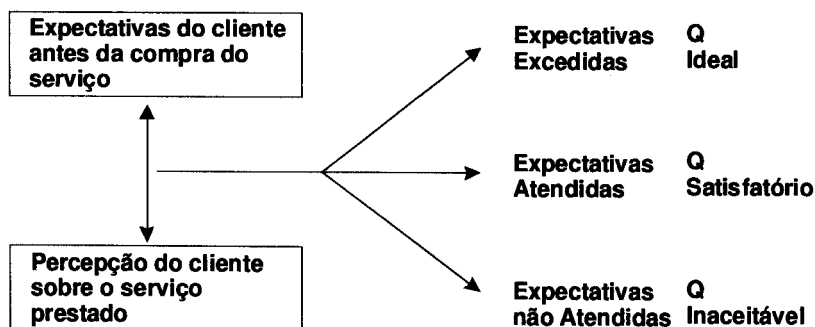 Expectativas do cliente
antes da compra do
serviço
Expectativas Q
Excedidas Ideal
Expectativas Q
Atendidas Satisfatório
Percepção do cliente
sobre o serviço
prestado
Expectativas Q
não Atendidas Inaceitável